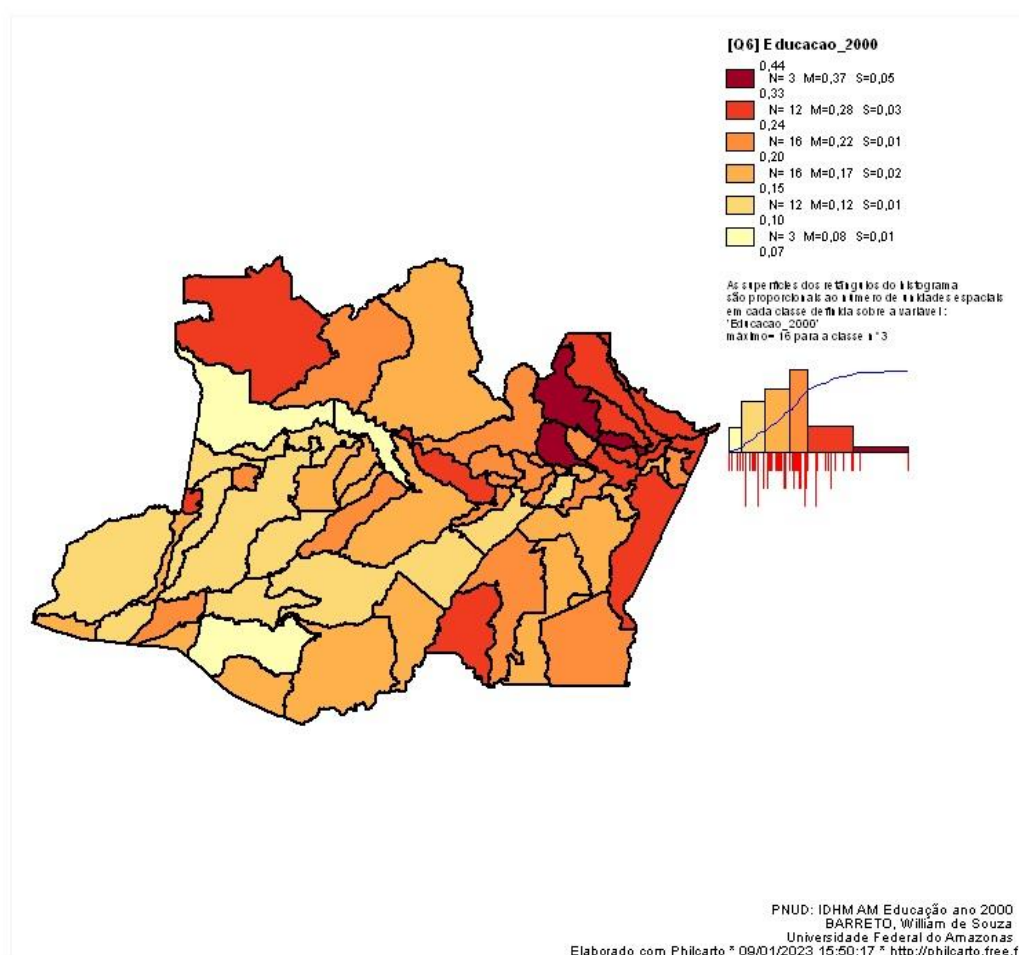 [Q6] Educacao_2000
0,44
N= 3 M=0,37 S=0,05
0,33
N= 12 M=0,28 S=0,03
0,24
N= 16 M=0,22 S=0,01
0,20
N= 16 M=0,17 S=0,02
0,15
N= 12 M=0,12 S=0,01
0,10
N= 3 M=0,08 S=0,01
0,07
As superfícies dos retângulos do histograma
são proporcionais ao número de unidades espaciais
em cada classe definida sobre a variável :
'Educacao_2000'
máximo= 16 para a classe n°3
PNUD: IDHM AM Educação ano 2000
BARRETO, William de Souza
Universidade Federal do Amazonas
Elaborado com Philcarto * 09/01/2023 15:50:17 * http://philcarto.free.f